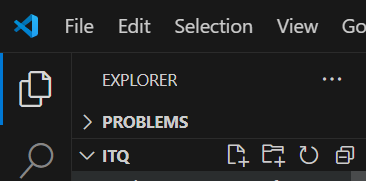 File Edit Selection View Go
EXPLORER
PROBLEMS
ITQ